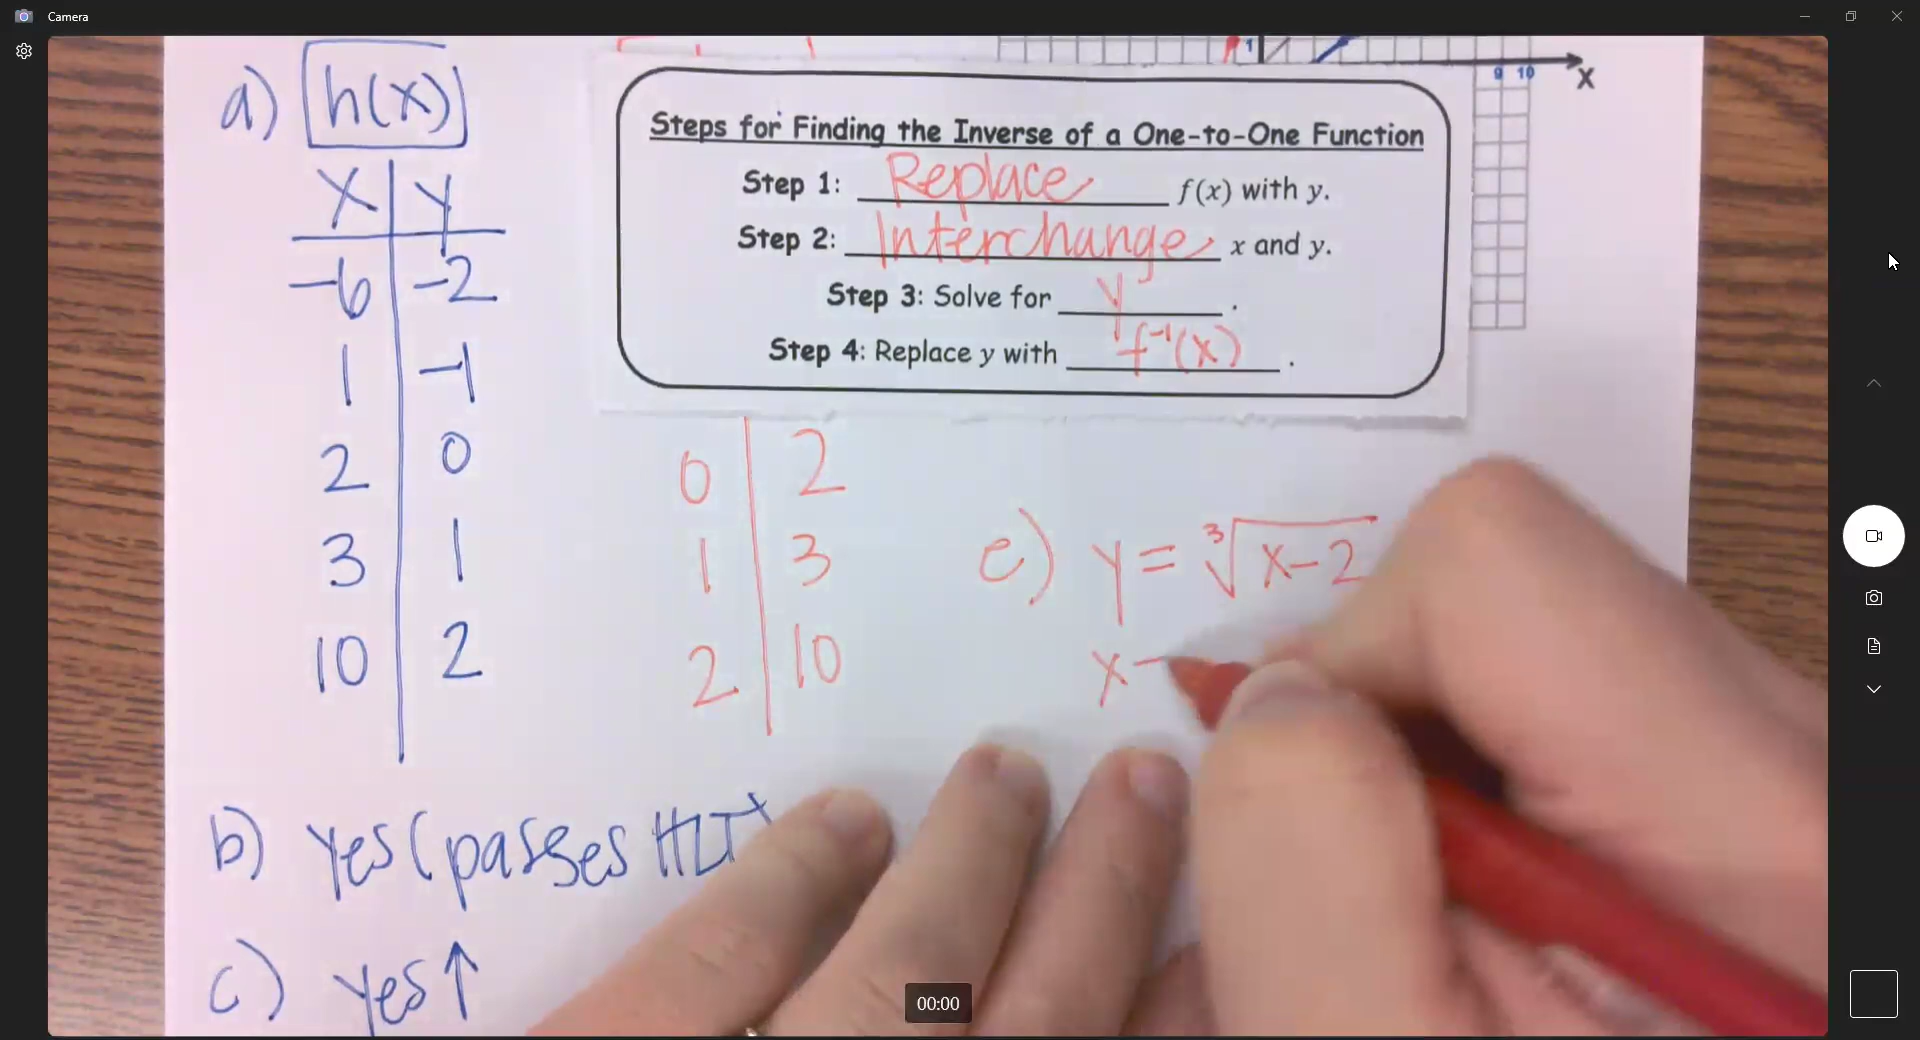 Camera
a) h(x)
x y
-6 -2
1 -1
2 0
3 1
10 2
b) yes (passes HLT)
c) yes ↑
1
9 10
x
Steps for Finding the Inverse of a One-to-One Function
Step 1: Replace f(x) with y.
Step 2: Interchange x and y.
Step 3: Solve for y.
Step 4: Replace y with f⁻¹(x).
0 2
1 3
2 10
e) y = ∛x-2
x
00:00